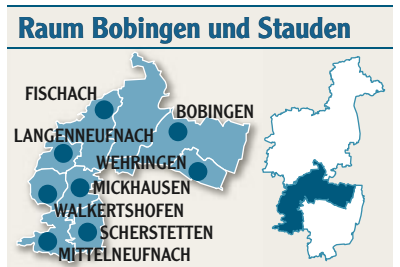 Raum Bobingen und Stauden
FISCHACH
BOBINGEN
LANGENNEUFNACH
WEHRINGEN
MICKHAUSEN
WALKERTSHOFEN
SCHERSTETTEN
MITTELNEUFNACH